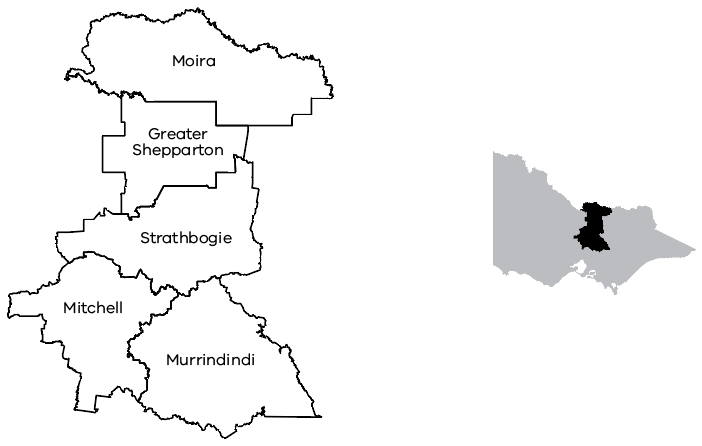 Moira
Greater
Shepparton
Strathbogie
Mitchell
Murrindindi